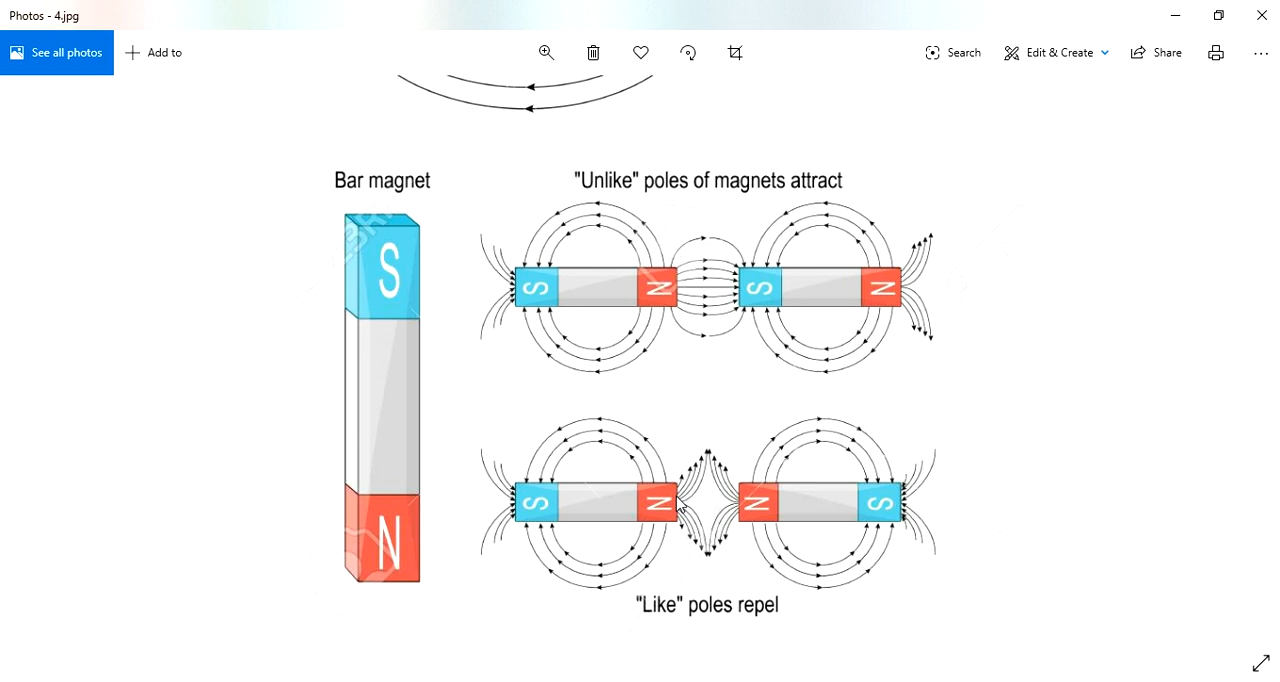 Photos - 4.jpg
See all photos
Add to
Search
Edit & Create
Share
Bar magnet
"Unlike" poles of magnets attract
S
S N S N
N
S N N S
"Like" poles repel